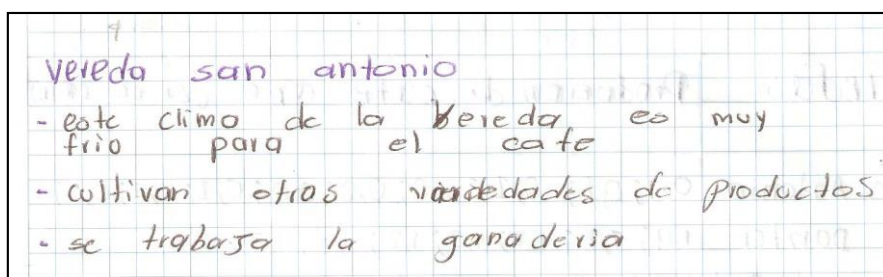 vereda san antonio
- este clima de la vereda es muy
frio para el cafe
- cultivan otras variedades de productos
- se trabaja la ganaderia